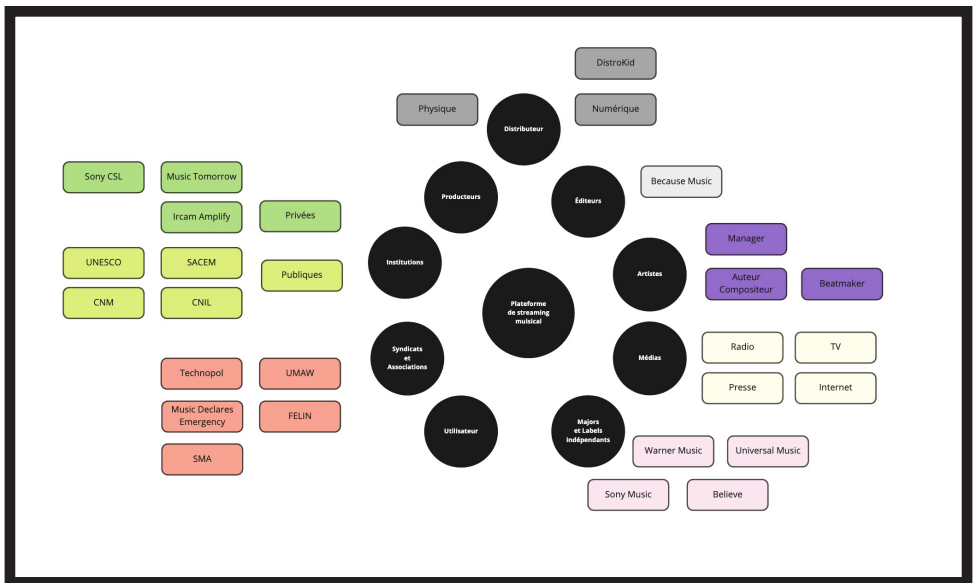 DistroKid
Physique
Numérique
Distributeur
Sony CSL
Music Tomorrow
Producteurs
Éditeurs
Because Music
Ircam Amplify
Privées
Manager
UNESCO
SACEM
Publiques
Institutions
Artistes
Auteur
Compositeur
Beatmaker
CNM
CNIL
Plateforme
de streaming
muisical
Syndicats
et
Associations
Médias
Radio
TV
Technopol
UMAW
Presse
Internet
Music Declares
Emergency
FELIN
Utilisateur
Majors
et Labels
indépendants
SMA
Warner Music
Universal Music
Sony Music
Believe